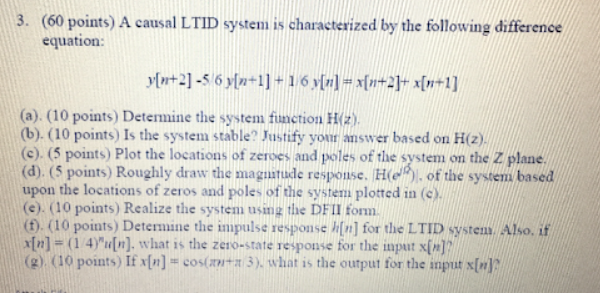 3. (60 points) A causal LTID system is characterized by the following difference
equation:
y[n+2] -5/6 y[n+1] + 1/6 y[n] = x[n+2]+ x[n+1]
(a). (10 points) Determine the system function H(z).
(b). (10 points) Is the system stable? Justify your answer based on H(z).
(c). (5 points) Plot the locations of zeroes and poles of the system on the Z plane.
(d). (5 points) Roughly draw the magnitude response, |H(e^jΩ)|, of the system based
upon the locations of zeros and poles of the system plotted in (c).
(e). (10 points) Realize the system using the DFII form.
(f). (10 points) Determine the impulse response h[n] for the LTID system. Also, if
x[n] = (1/4)^n u[n], what is the zero-state response for the input x[n]?
(g). (10 points) If x[n] = cos(πn+π/3), what is the output for the input x[n]?